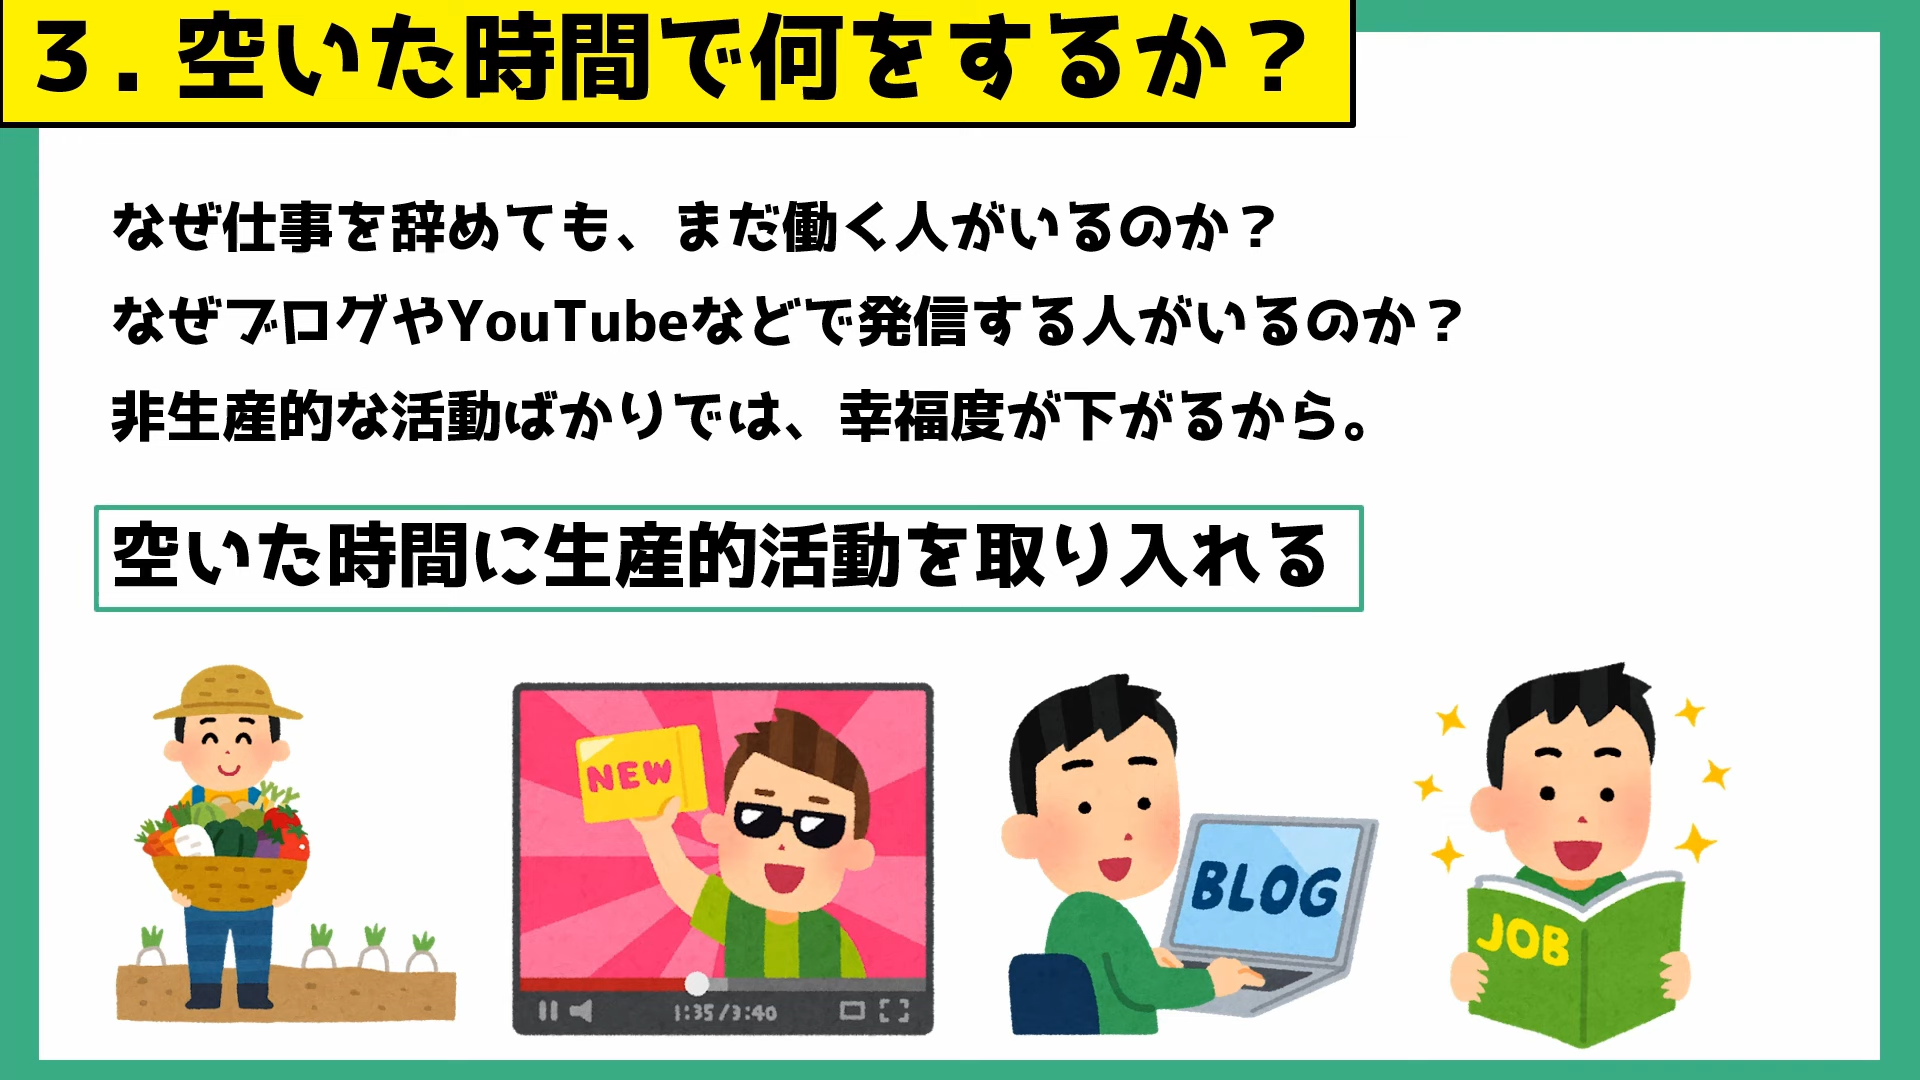 3. 空いた時間で何をするか？
なぜ仕事を辞めても、まだ働く人がいるのか？
なぜブログやYouTubeなどで発信する人がいるのか？
非生産的な活動ばかりでは、幸福度が下がるから。
空いた時間に生産的活動を取り入れる
NEW
1:35/3:40
BLOG
JOB